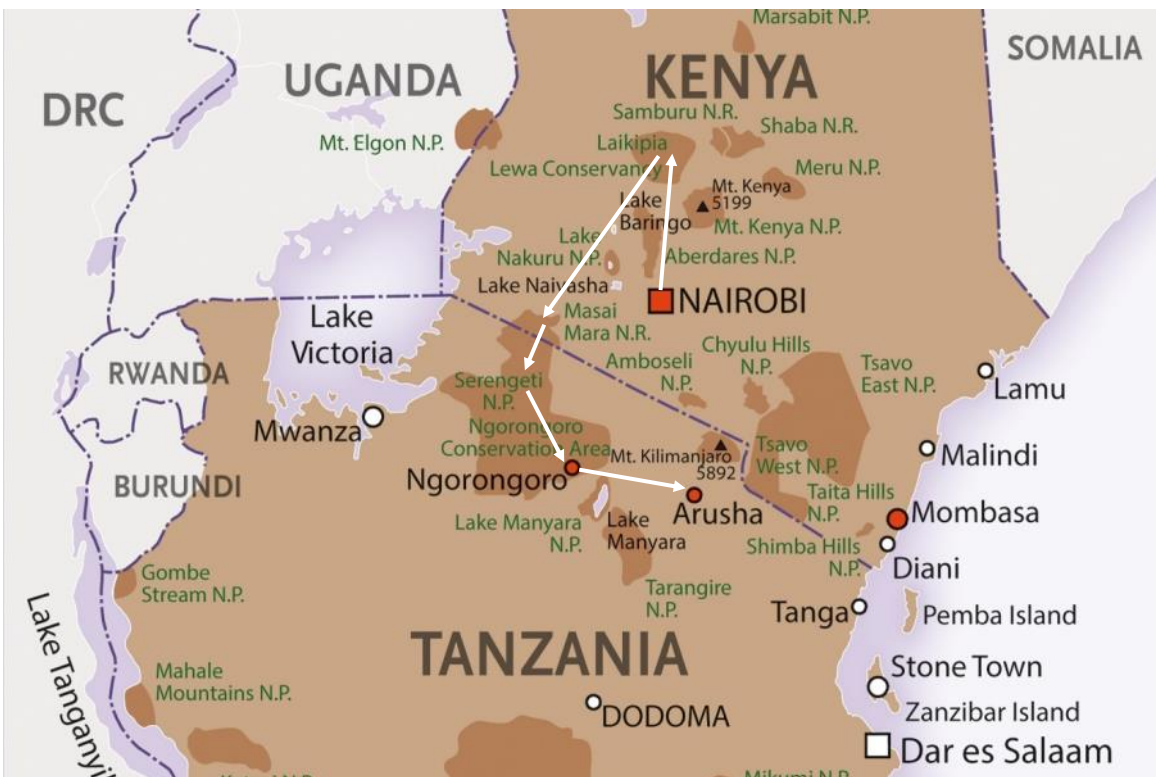 Marsabit N.P.
SOMALIA
KENYA
UGANDA
DRC
Samburu N.R.
Shaba N.R.
Mt. Elgon N.P.
Laikipia
Lewa Conservancy
Meru N.P.
Mt. Kenya
5199
Lake
Baringo
Mt. Kenya N.P.
Lake
Nakuru N.P.
Aberdares N.P.
Lake Naivasha
NAIROBI
Lake
Victoria
Masai
Mara N.R.
Chyulu Hills
N.P.
Amboseli
N.P.
Tsavo
East N.P.
RWANDA
Lamu
Serengeti
N.P.
Mwanza
Ngorongoro
Conservation Area
Mt. Kilimanjaro
5892
Tsavo
West N.P.
Malindi
Ngorongoro
BURUNDI
Taita Hills
N.P.
Arusha
Mombasa
Lake Manyara
N.P.
Lake
Manyara
Shimba Hills
N.P.
Diani
Gombe
Stream N.P.
Tarangire
N.P.
Tanga
Pemba Island
TANZANIA
Stone Town
Mahale
Mountains N.P.
Zanzibar Island
DODOMA
Dar es Salaam
Mikumi N.P.